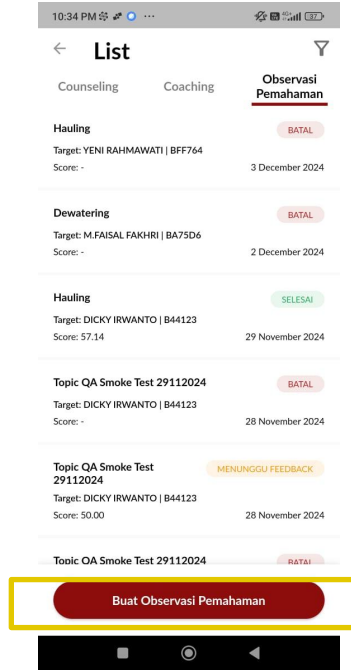 10:34 PM
37
List
Counseling
Coaching
Observasi
Pemahaman
Hauling
BATAL
Target: YENI RAHMAWATI | BFF764
Score: -
3 December 2024
Dewatering
BATAL
Target: M.FAISAL FAKHRI | BA75D6
Score: -
2 December 2024
Hauling
SELESAI
Target: DICKY IRWANTO | B44123
Score: 57.14
29 November 2024
Topic QA Smoke Test 29112024
BATAL
Target: DICKY IRWANTO | B44123
Score: -
28 November 2024
Topic QA Smoke Test
29112024
MENUNGGU FEEDBACK
Target: DICKY IRWANTO | B44123
Score: 50.00
28 November 2024
Topic QA Smoke Test 29112024
BATAL
Buat Observasi Pemahaman